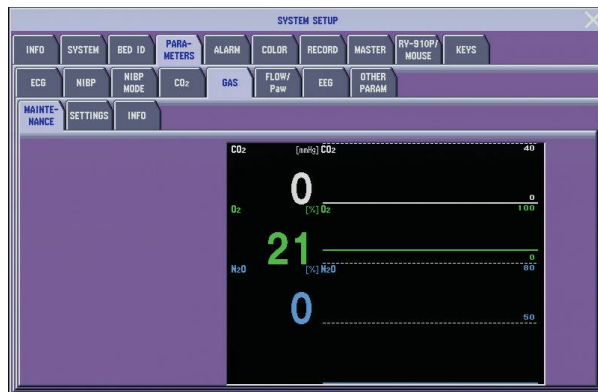 SYSTEM SETUP
INFO SYSTEM BED ID PARA-METERS ALARM COLOR RECORD MASTER RY-910P/MOUSE KEYS
ECG NIBP NIBP MODE CO₂ GAS FLOW/Paw EEG OTHER PARAM
MAINTE-NANCE SETTINGS INFO
CO₂ [mmHg] CO₂ 40
0
0
O₂ [%] O₂ 100
21
0
N₂O [%] N₂O 80
0
50